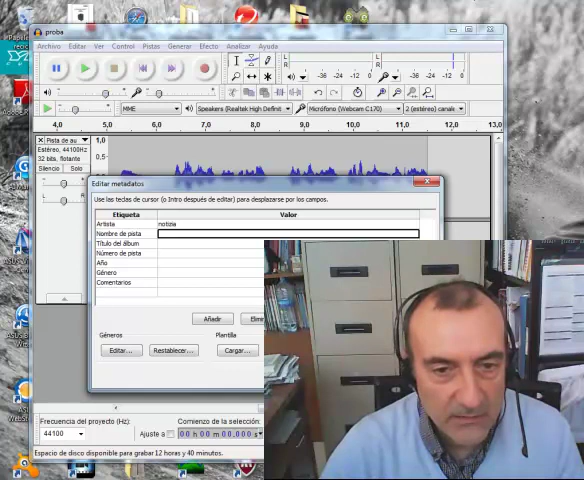 proba
Archivo Editar Ver Control Pistas Generar Efecto Analizar Ayuda
L
R
-36 -24 -12 0
-36 -24 -12 0
MME
Speakers (Realtek High Definit
Micrófono (Webcam C170)
2 (estéreo) canale
4,0 5,0 6,0 7,0 8,0 9,0 10,0 11,0 12,0 13,0
Pista de au
Estéreo, 44100Hz
32 bits, flotante
Silencio Solo
L R
1,0
0,5
Editar metadatos
Use las teclas de cursor (o Intro después de editar) para desplazarse por los campos.
Etiqueta Valor
Artista notizia
Nombre de pista
Título del álbum
Número de pista
Año
Género
Comentarios
Añadir
Géneros Plantilla
Editar... Restablecer... Cargar...
Frecuencia del proyecto (Hz):
44100
Ajuste a
Comienzo de la selección:
00 h 00 m 00.000 s
Espacio de disco disponible para grabar 12 horas y 40 minutos.